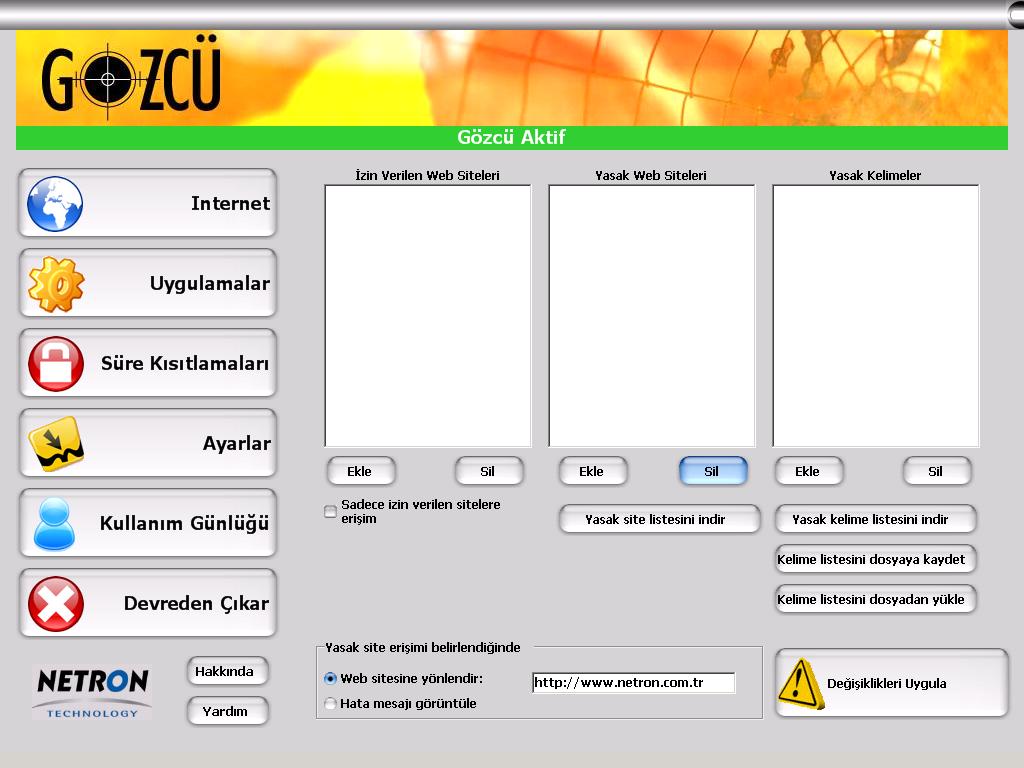 GÖZCÜ
Gözcü Aktif
Internet
Uygulamalar
Süre Kısıtlamaları
Ayarlar
Kullanım Günlüğü
Devreden Çıkar
NETRON
TECHNOLOGY
Hakkında
Yardım
İzin Verilen Web Siteleri
Yasak Web Siteleri
Yasak Kelimeler
Ekle
Sil
Ekle
Sil
Ekle
Sil
Sadece izin verilen sitelere
erişim
Yasak site listesini indir
Yasak kelime listesini indir
Kelime listesini dosyaya kaydet
Kelime listesini dosyadan yükle
Yasak site erişimi belirlendiğinde
Web sitesine yönlendir:
http://www.netron.com.tr
Hata mesajı görüntüle
Değişiklikleri Uygula